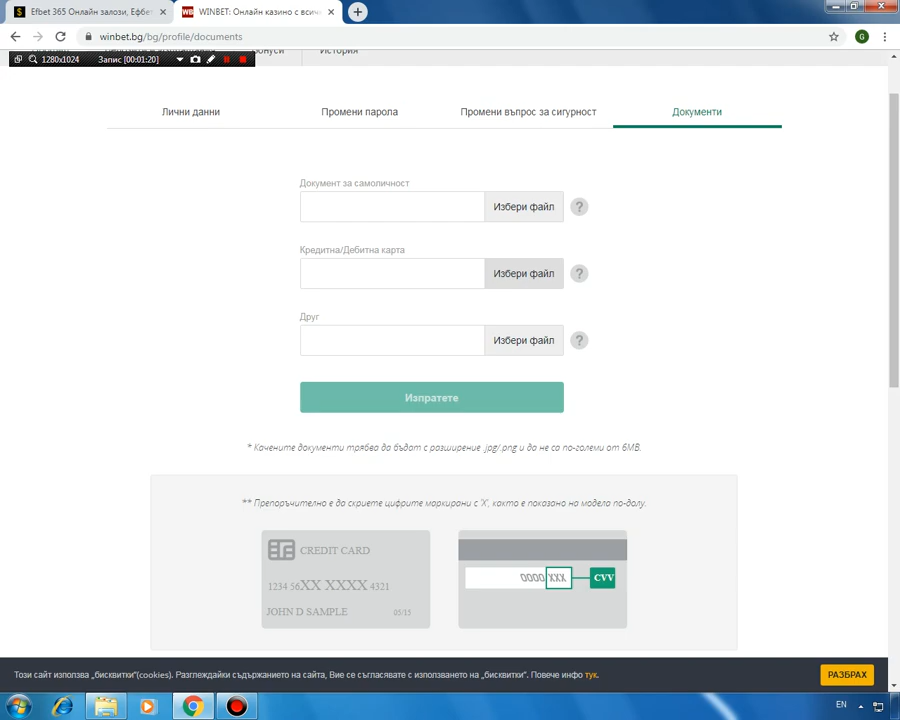 Efbet 365 Онлайн залози, Ефбет
WINBET: Онлайн казино с всич
winbet.bg/bg/profile/documents
G
История
1280x1024 Запис [00:01:20]
Лични данни Промени парола Промени въпрос за сигурност Документи
Документ за самоличност
Избери файл ?
Кредитна/Дебитна карта
Избери файл ?
Друг
Избери файл ?
Изпратете
* Качените документи трябва да бъдат с разширение .jpg/.png и да не са по-големи от 6MB.
** Препоръчително е да скриете цифрите маркирани с 'X', както е показано на модела по-долу.
CREDIT CARD
1234 56XX XXXX 4321
JOHN D SAMPLE 05/15
0000 XXX CVV
Този сайт използва „бисквитки"(cookies). Разглеждайки съдържанието на сайта, Вие се съгласявате с използването на „бисквитки". Повече инфо тук.
РАЗБРАХ
EN